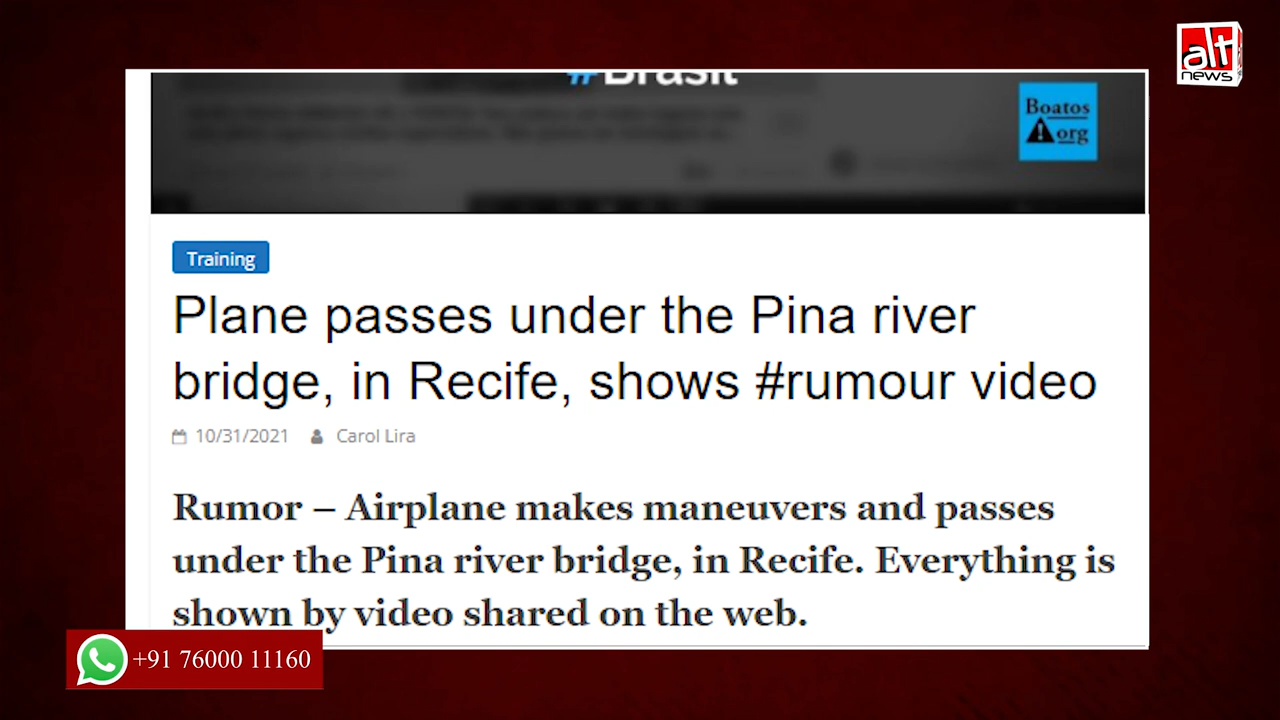 alt
news
#Brasil
Boatos
org
Training
Plane passes under the Pina river
bridge, in Recife, shows #rumour video
10/31/2021 Carol Lira
Rumor – Airplane makes maneuvers and passes
under the Pina river bridge, in Recife. Everything is
shown by video shared on the web.
+91 76000 11160